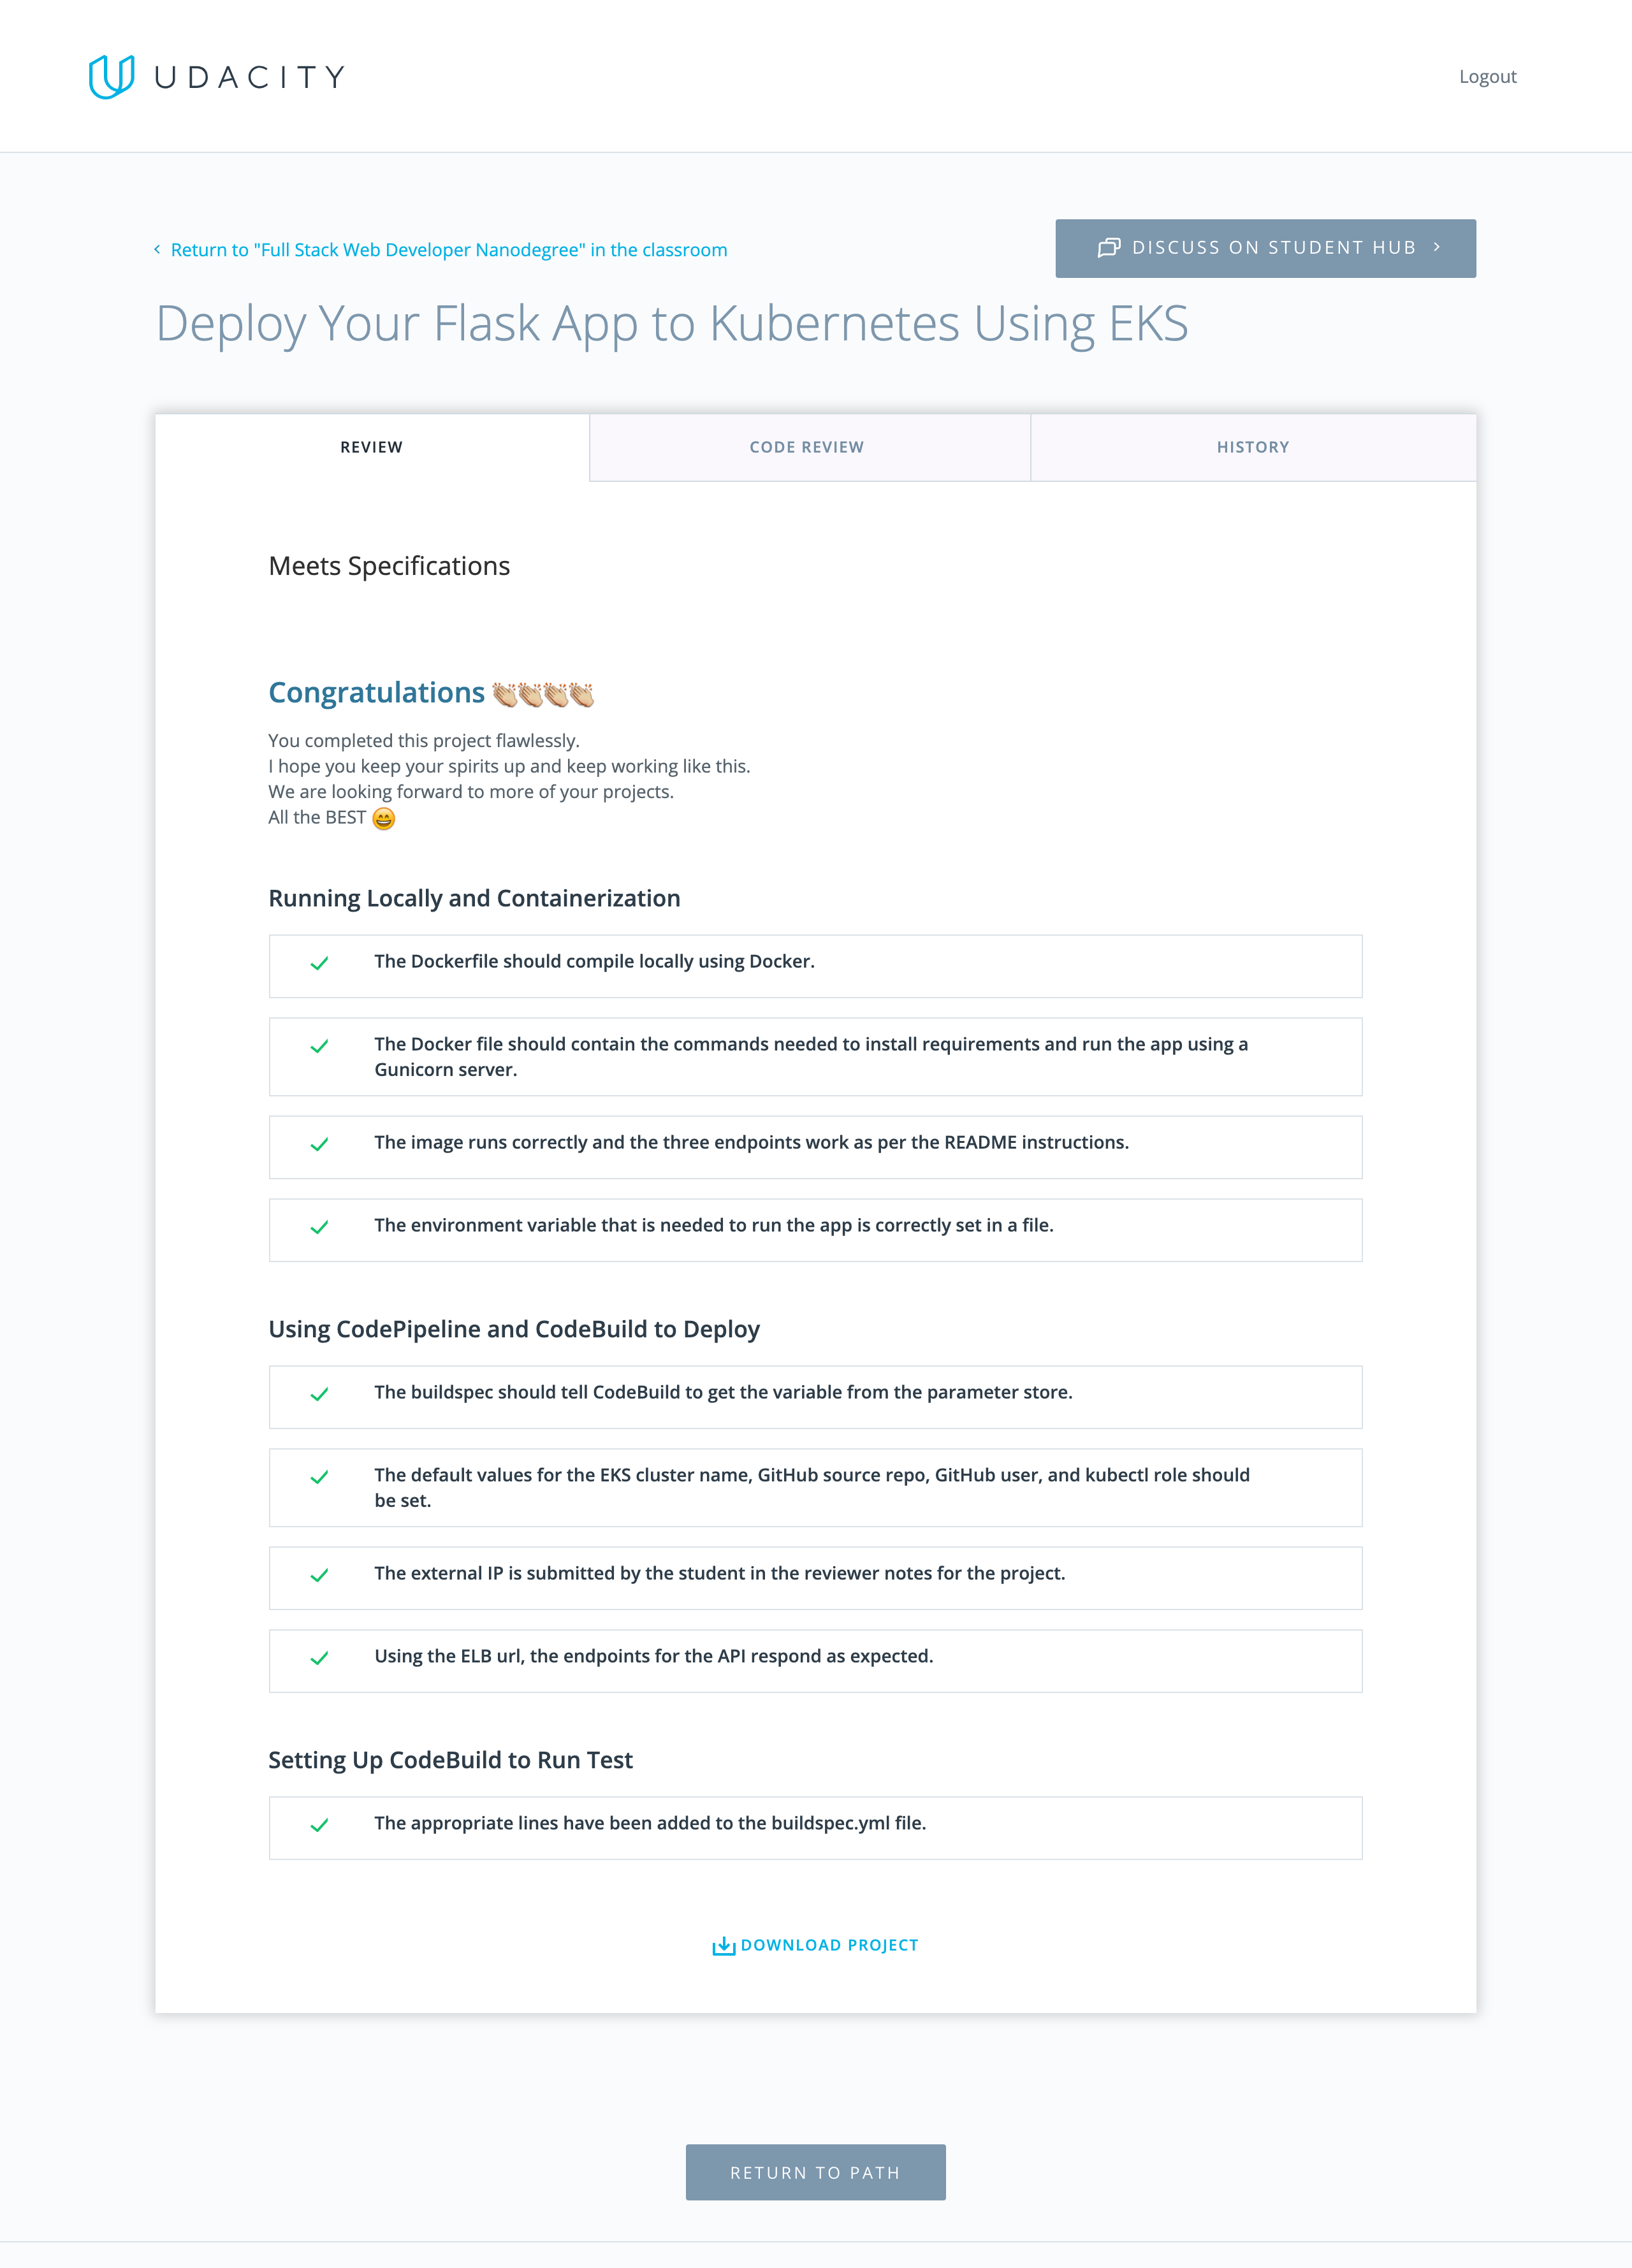 UDACITY
Logout
Return to "Full Stack Web Developer Nanodegree" in the classroom
DISCUSS ON STUDENT HUB
Deploy Your Flask App to Kubernetes Using EKS
REVIEW
CODE REVIEW
HISTORY
Meets Specifications
Congratulations 👏🏼👏🏼👏🏼👏🏼
You completed this project flawlessly.
I hope you keep your spirits up and keep working like this.
We are looking forward to more of your projects.
All the BEST 😄
Running Locally and Containerization
The Dockerfile should compile locally using Docker.
The Docker file should contain the commands needed to install requirements and run the app using a
Gunicorn server.
The image runs correctly and the three endpoints work as per the README instructions.
The environment variable that is needed to run the app is correctly set in a file.
Using CodePipeline and CodeBuild to Deploy
The buildspec should tell CodeBuild to get the variable from the parameter store.
The default values for the EKS cluster name, GitHub source repo, GitHub user, and kubectl role should
be set.
The external IP is submitted by the student in the reviewer notes for the project.
Using the ELB url, the endpoints for the API respond as expected.
Setting Up CodeBuild to Run Test
The appropriate lines have been added to the buildspec.yml file.
DOWNLOAD PROJECT
RETURN TO PATH